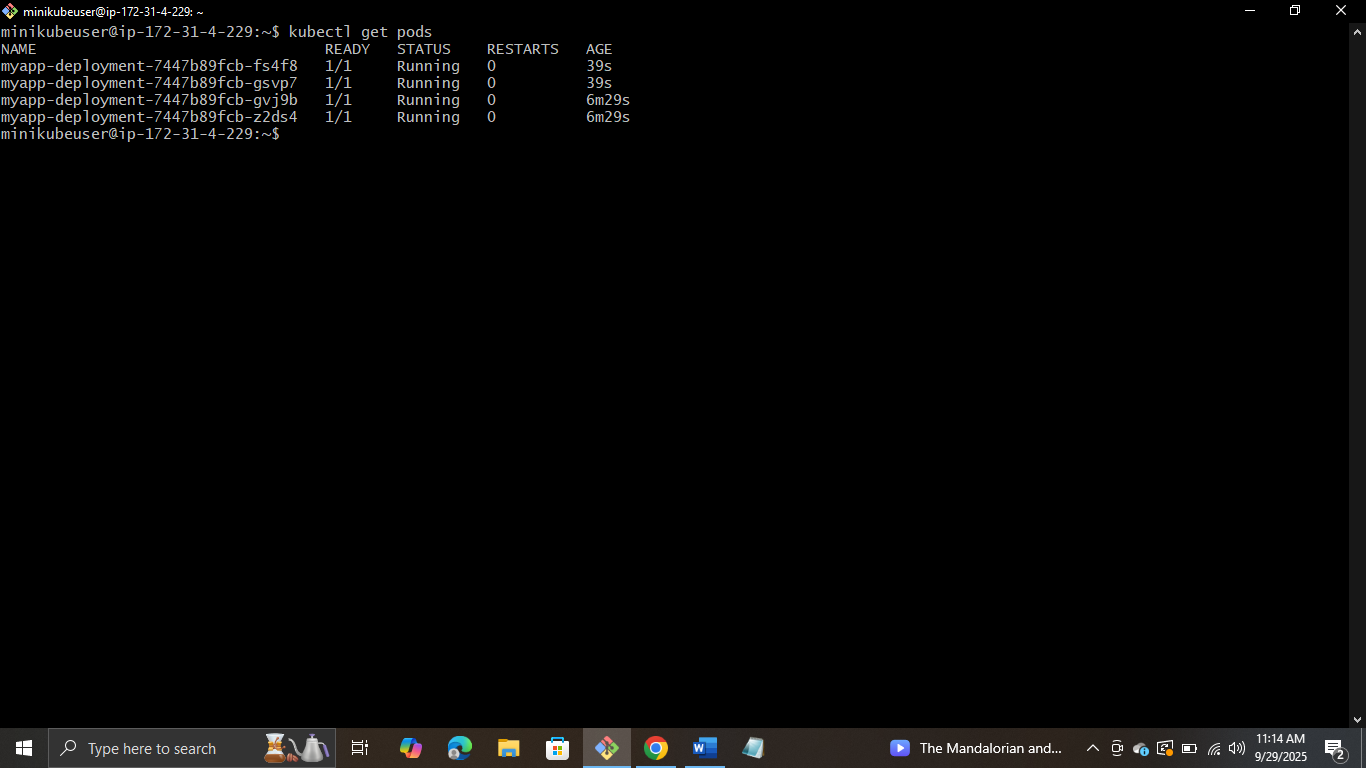 minikubeuser@ip-172-31-4-229: ~
minikubeuser@ip-172-31-4-229:~$ kubectl get pods
NAME                                READY   STATUS    RESTARTS   AGE
myapp-deployment-7447b89fcb-fs4f8   1/1     Running   0          39s
myapp-deployment-7447b89fcb-gsvp7   1/1     Running   0          39s
myapp-deployment-7447b89fcb-gvj9b   1/1     Running   0          6m29s
myapp-deployment-7447b89fcb-z2ds4   1/1     Running   0          6m29s
minikubeuser@ip-172-31-4-229:~$
Type here to search
The Mandalorian and...
11:14 AM
9/29/2025
2